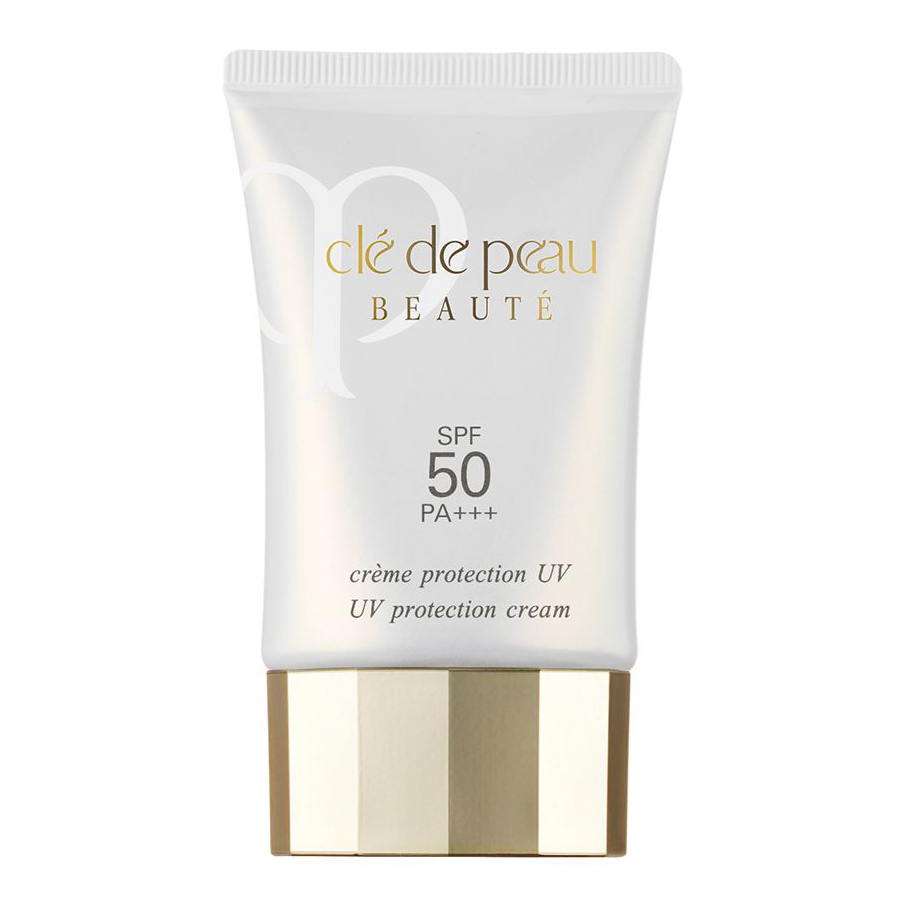 clé de peau
BEAUTÉ
SPF
50
PA+++
crème protection UV
UV protection cream